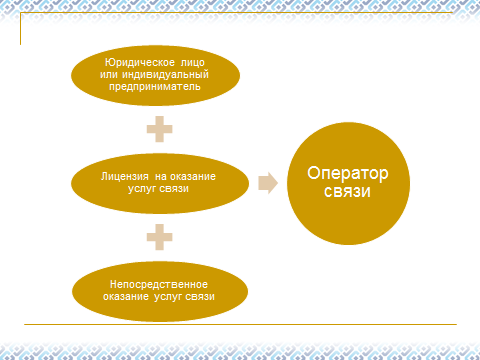 Юридическое лицо
или индивидуальный
предприниматель
Лицензия на оказание
услуг связи
Оператор
связи
Непосредственное
оказание услуг связи